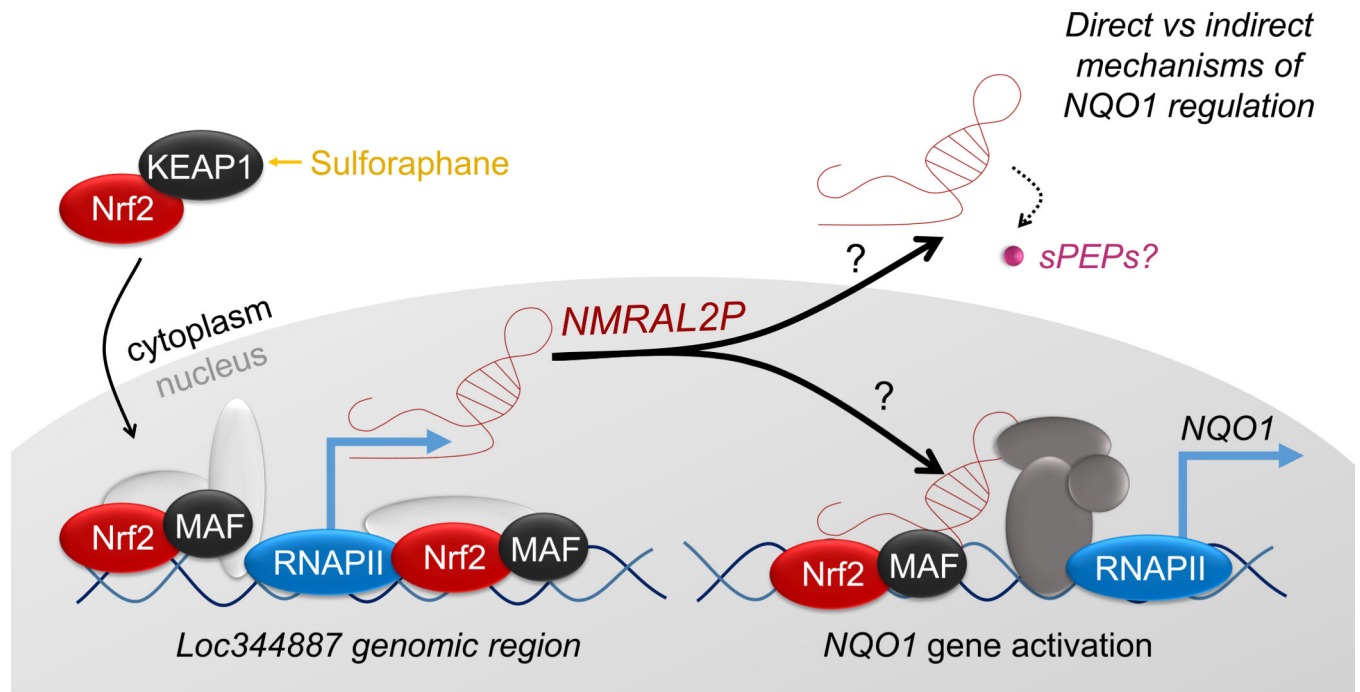 Direct vs indirect
mechanisms of
NQO1 regulation
KEAP1
Sulforaphane
Nrf2
?
sPEPs?
cytoplasm
nucleus
NMRAL2P
?
NQO1
Nrf2
MAF
RNAPII
Nrf2
MAF
Nrf2
MAF
RNAPII
Loc344887 genomic region
NQO1 gene activation